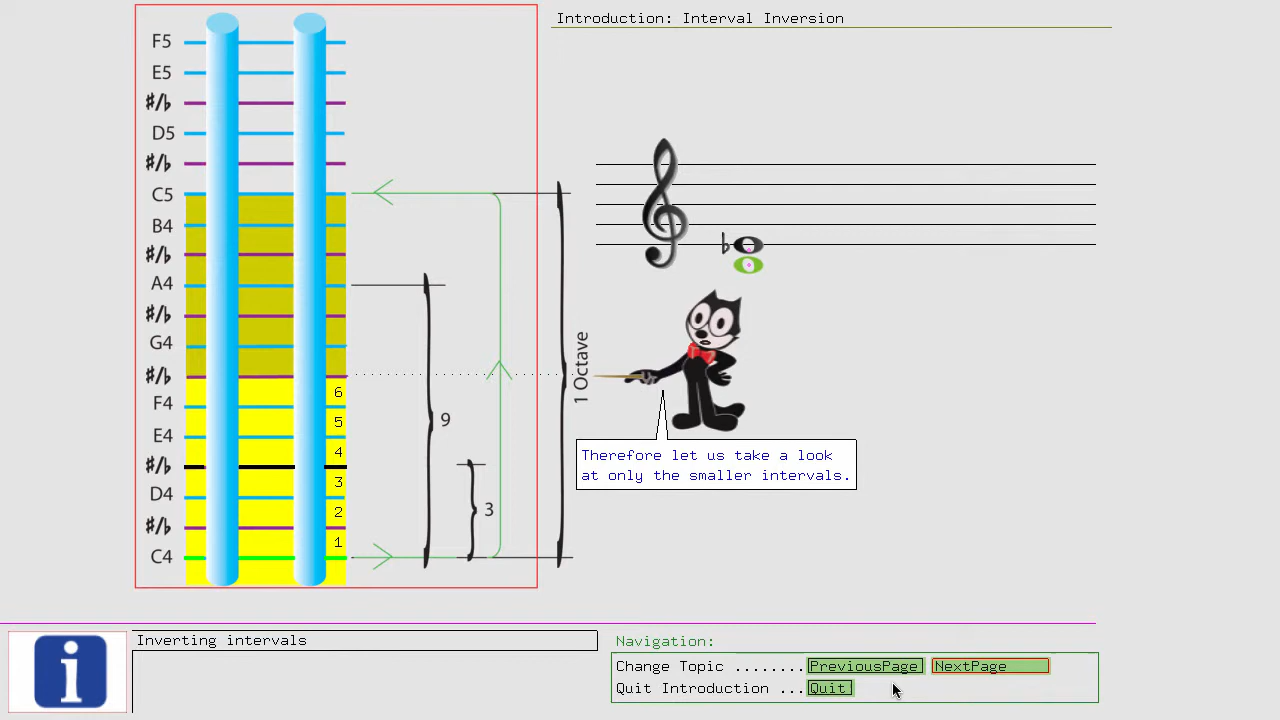 Introduction: Interval Inversion
F5
E5
♯/♭
D5
♯/♭
C5
B4
♯/♭
A4
♯/♭
G4
♯/♭
6
F4
5
E4
4
♯/♭
3
D4
2
♯/♭
1
C4
9
3
1 Octave
Therefore let us take a look
at only the smaller intervals.
i
Inverting intervals
Navigation:
Change Topic ........ PreviousPage NextPage
Quit Introduction ... Quit